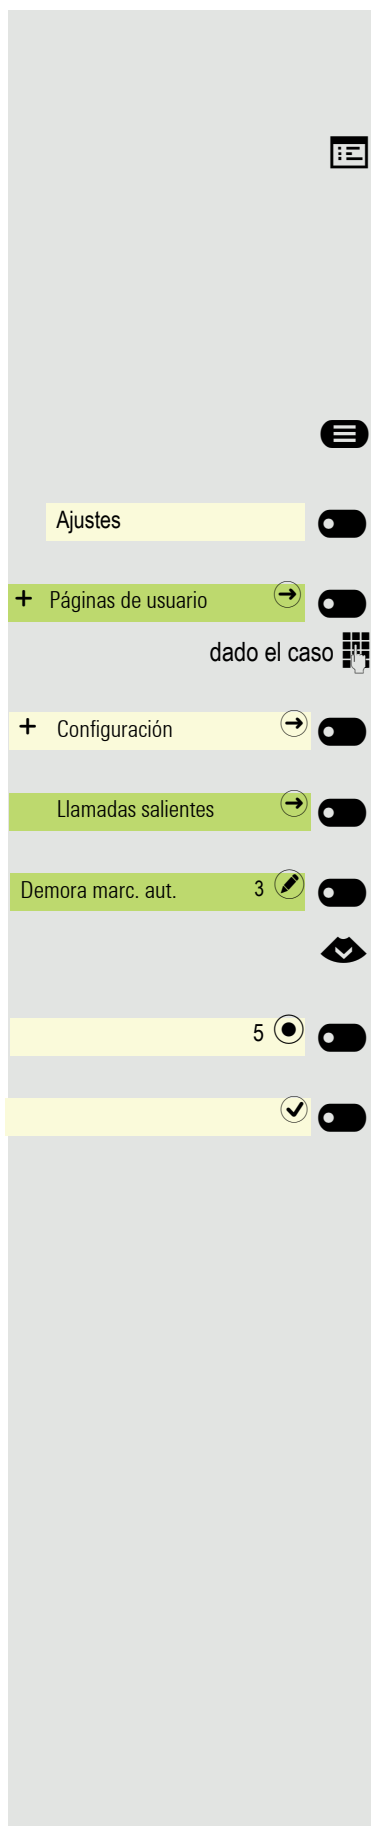 Ajustes
+ Páginas de usuario
dado el caso
+ Configuración
Llamadas salientes
Demora marc. aut. 3
5